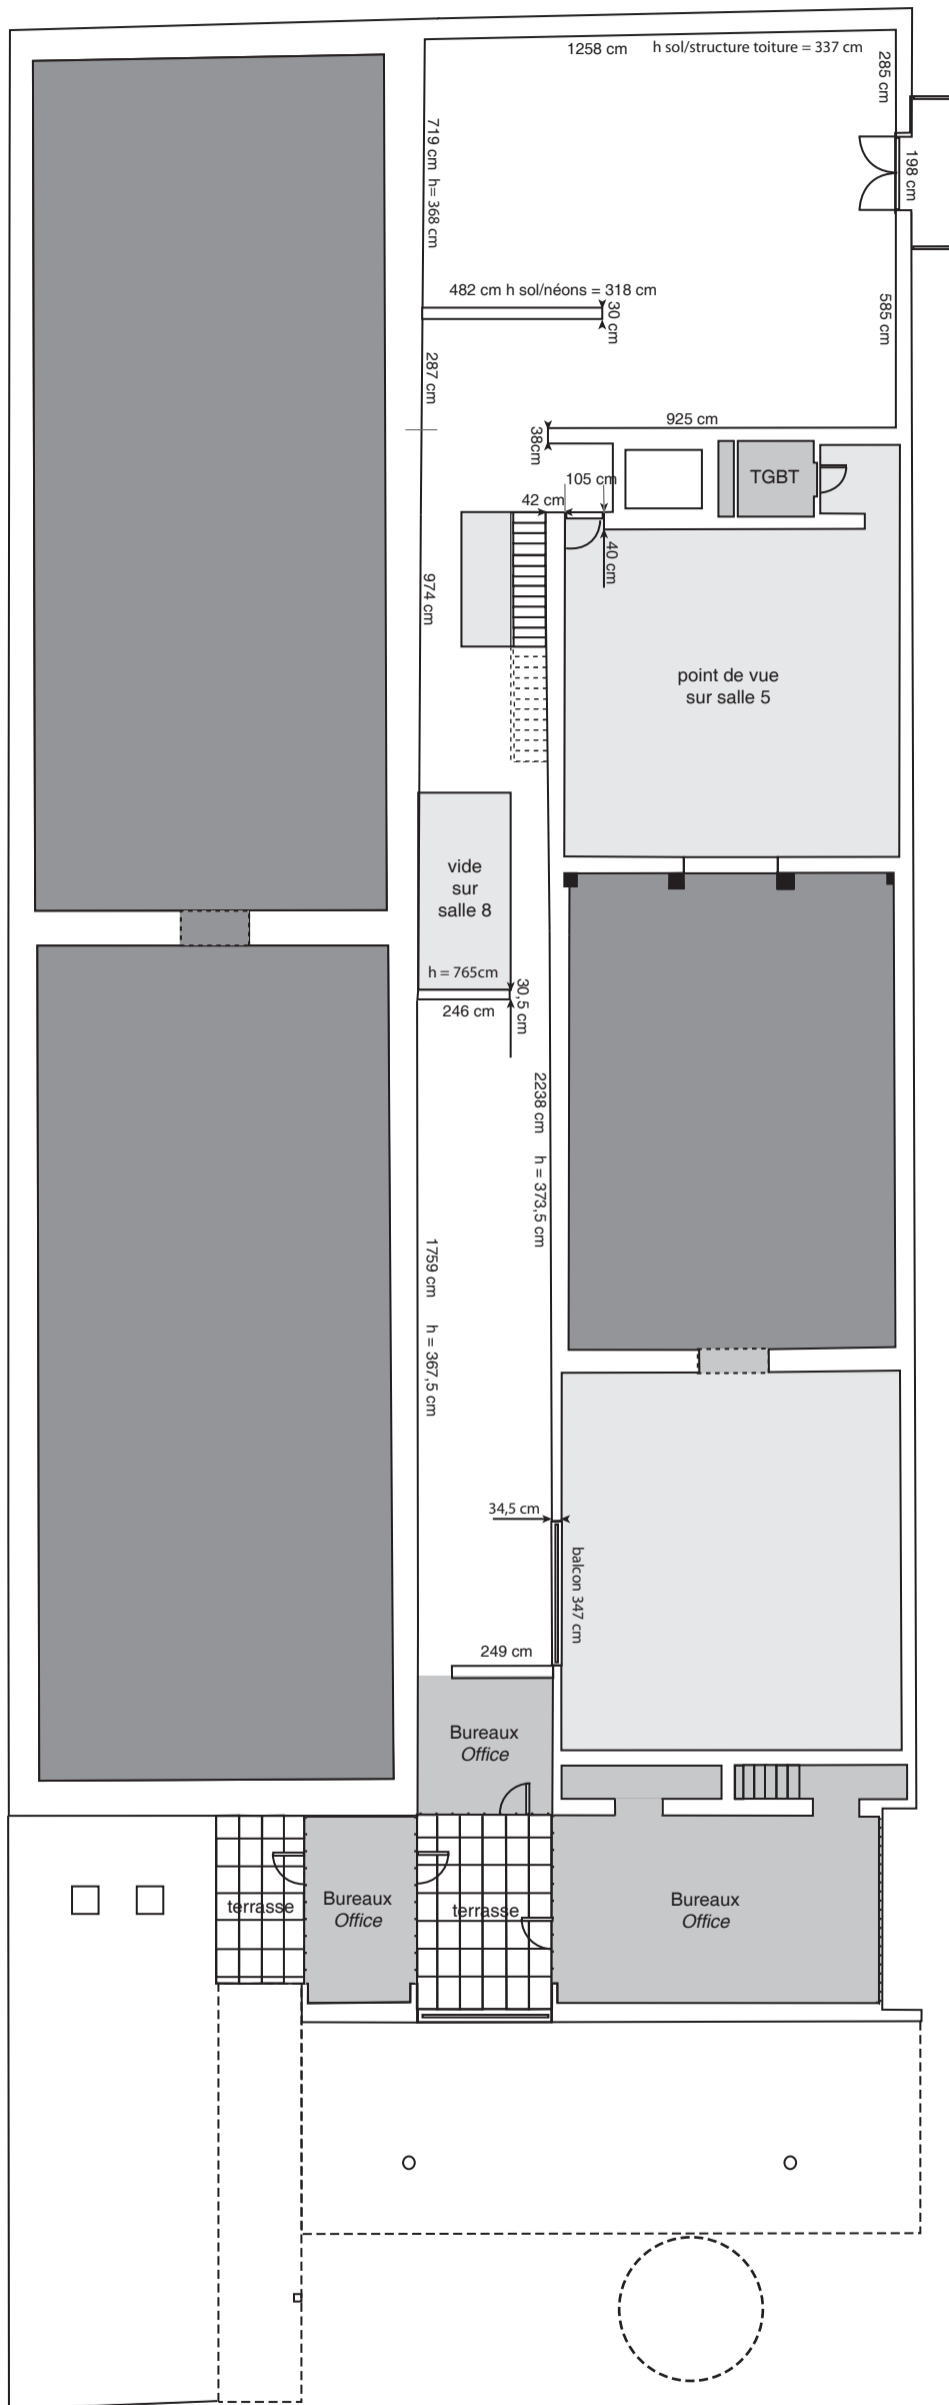 1258 cm
h sol/structure toiture = 337 cm
285 cm
719 cm h= 368 cm
198 cm
482 cm h sol/néons = 318 cm
30 cm
585 cm
287 cm
925 cm
38cm
TGBT
105 cm
42 cm
40 cm
974 cm
point de vue
sur salle 5
vide
sur
salle 8
h = 765cm
30,5 cm
246 cm
2238 cm h = 373,5 cm
1759 cm h = 367,5 cm
34,5 cm
balcon 347 cm
249 cm
Bureaux
Office
terrasse
Bureaux
Office
terrasse
Bureaux
Office